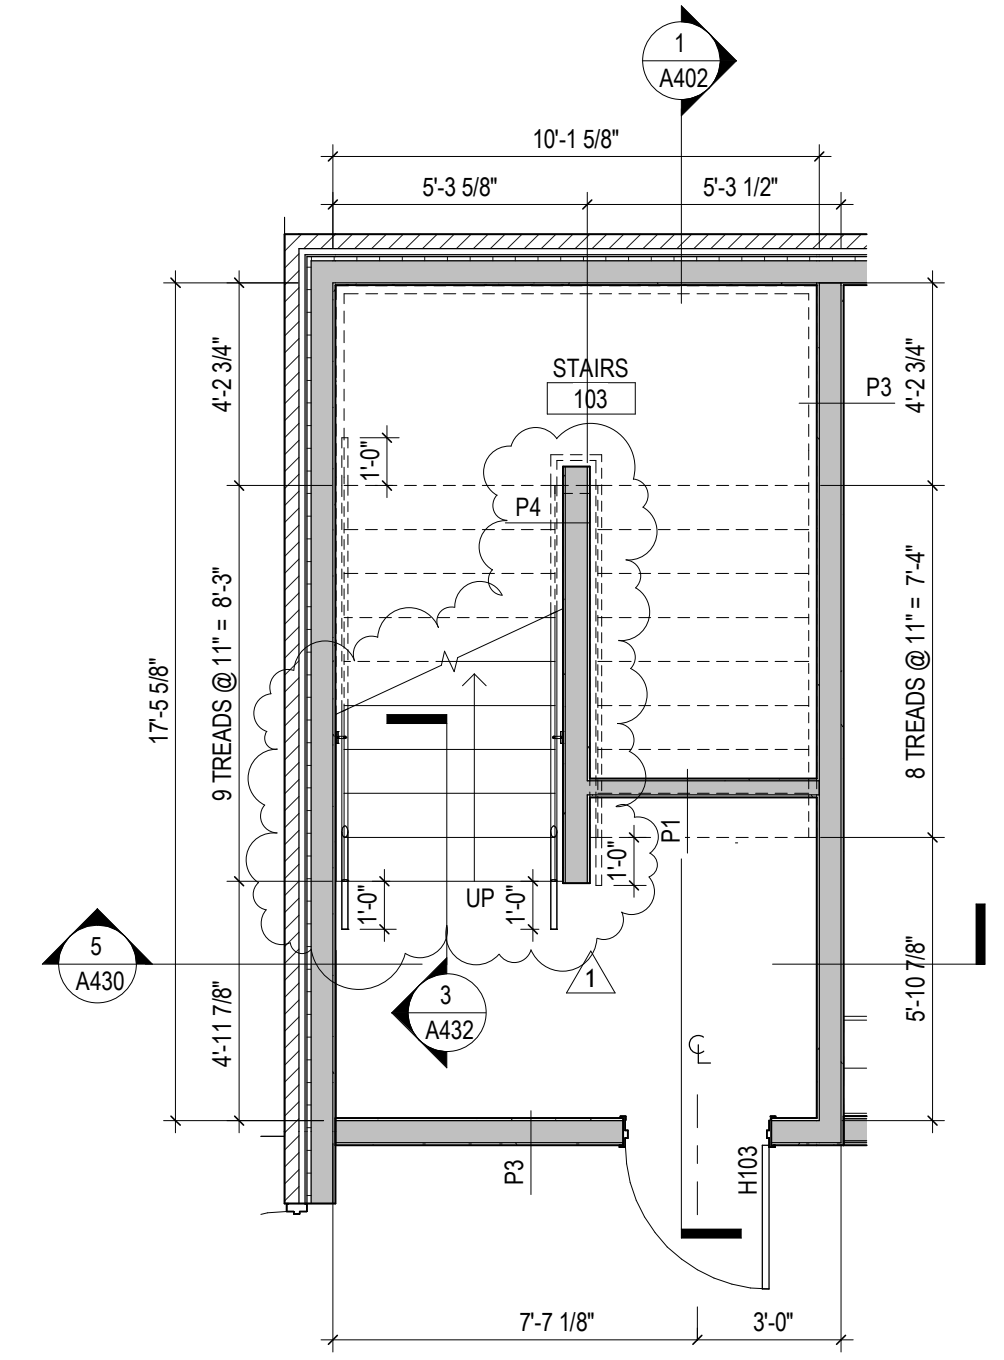 1
A402
10'-1 5/8"
5'-3 5/8"
5'-3 1/2"
STAIRS
103
P3
4'-2 3/4"
4'-2 3/4"
1'-0"
P4
9 TREADS @ 11" = 8'-3"
8 TREADS @ 11" = 7'-4"
17'-5 5/8"
P1
1'-0"
UP
1'-0"
1'-0"
5
A430
1
3
A432
4'-11 7/8"
5'-10 7/8"
CL
P3
H103
7'-7 1/8"
3'-0"